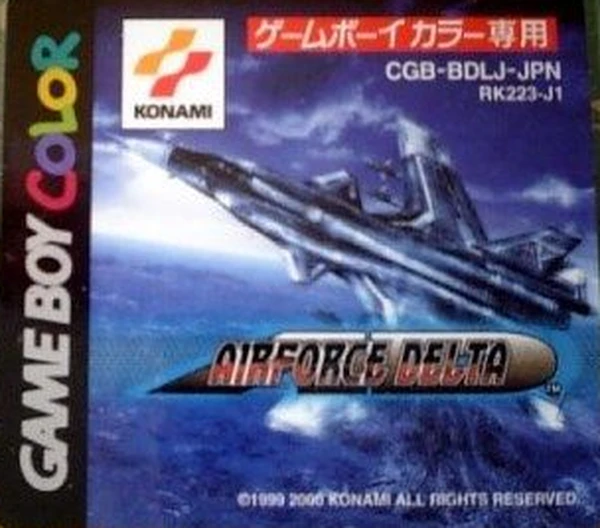 GAME BOY COLOR
KONAMI
ゲームボーイカラー専用
CGB-BDLJ-JPN
RK223-J1
AIRFORCE DELTA
TM
©1999 2000 KONAMI ALL RIGHTS RESERVED.